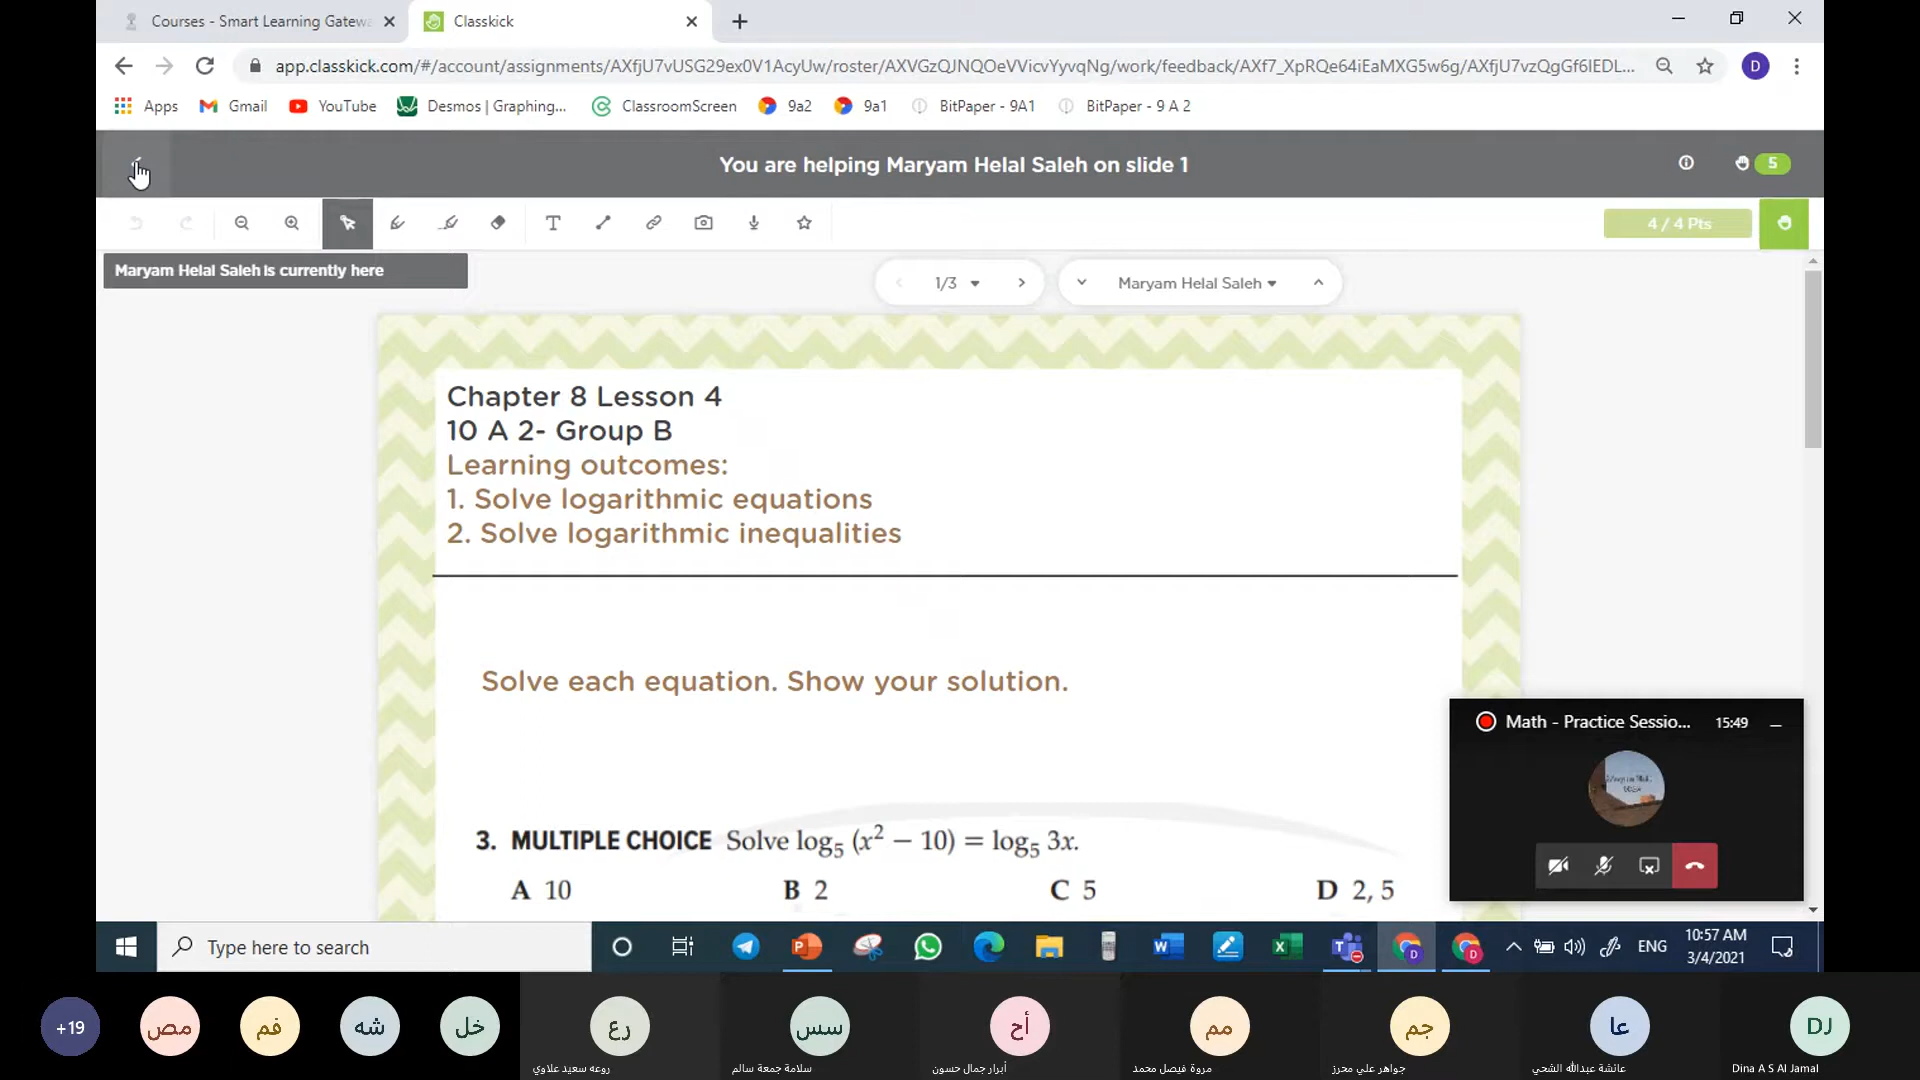 Courses - Smart Learning Gatew
Classkick
app.classkick.com/#/account/assignments/AXfjU7vUSG29ex0V1AcyUw/roster/AXVGzQJNQOeVVicvYyvqNg/work/feedback/AXf7_XpRQe64iEaMXG5w6g/AXfjU7vzQgGf6lEDL...
D
Apps
Gmail
YouTube
Desmos | Graphing...
ClassroomScreen
9a2
9a1
BitPaper - 9A1
BitPaper - 9 A 2
You are helping Maryam Helal Saleh on slide 1
5
4 / 4 Pts
Maryam Helal Saleh is currently here
1/3
Maryam Helal Saleh
Chapter 8 Lesson 4
10 A 2- Group B
Learning outcomes:
1. Solve logarithmic equations
2. Solve logarithmic inequalities
Solve each equation. Show your solution.
3. MULTIPLE CHOICE Solve log₅ (x² − 10) = log₅ 3x.
A 10 B 2 C 5 D 2, 5
Math - Practice Sessio... 15:49
Type here to search
ENG
10:57 AM
3/4/2021
+19
مص
فم
شه
خل
رع
سس
أح
مم
جم
عا
DJ
روعه سعيد علاوي
سلامة جمعة سالم
أبرار جمال حسون
مروة فيصل محمد
جواهر علي محرز
عائشة عبدالله الشحي
Dina A S Al Jamal